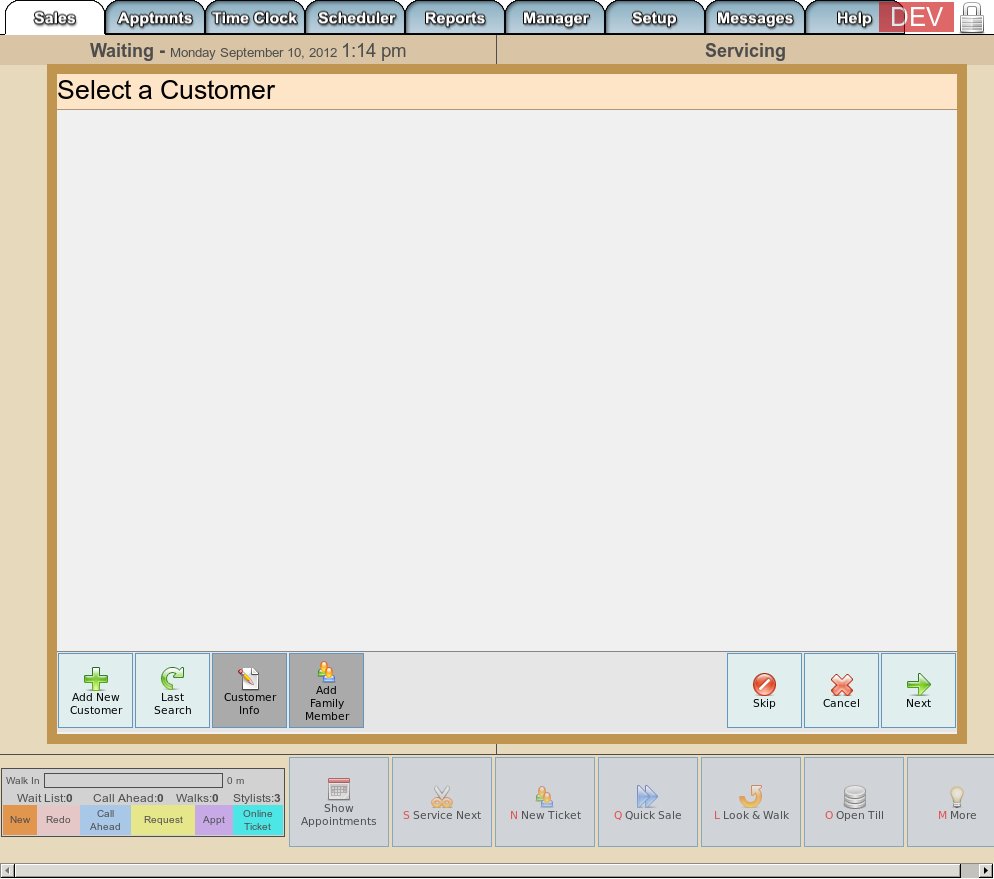 Sales Apptmnts Time Clock Scheduler Reports Manager Setup Messages Help DEV
Waiting - Monday September 10, 2012 1:14 pm Servicing
Select a Customer
Add New
Customer
Last
Search
Customer
Info
Add
Family
Member
Skip
Cancel
Next
Walk In 0 m
Wait List:0 Call Ahead:0 Walks:0 Stylists:3
New
Redo
Call
Ahead
Request
Appt
Online
Ticket
Show
Appointments
S Service Next
N New Ticket
Q Quick Sale
L Look & Walk
O Open Till
M More